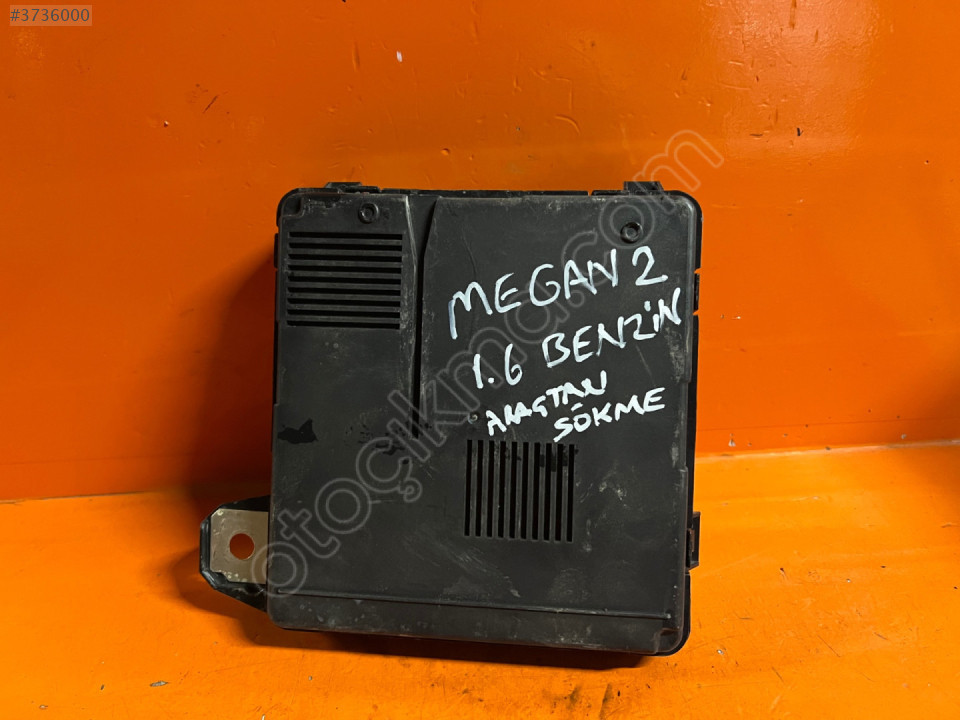 #3736000
MEGAN 2
1.6 BENZİN
ARAÇTAN
SÖKME
otoçıkma.com